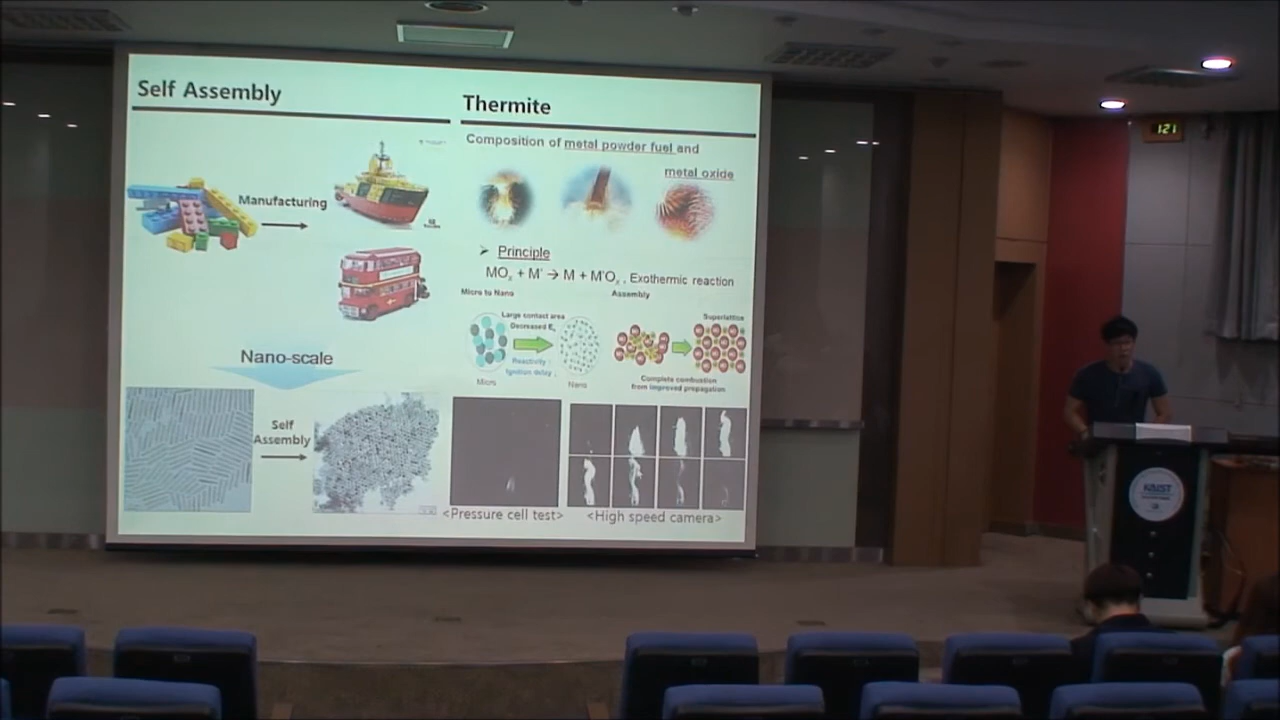 Self Assembly
Manufacturing
Nano-scale
Self
Assembly
Thermite
Composition of metal powder fuel and
metal oxide
➤ Principle
MOx + M' → M + M'Ox , Exothermic reaction
Micro to Nano
Assembly
Large contact area
Decreased Ea
Reactivity
Ignition delay
Micro
Nano
Superlattice
Complete combustion
from improved propagation
<Pressure cell test>
<High speed camera>
121
KAIST